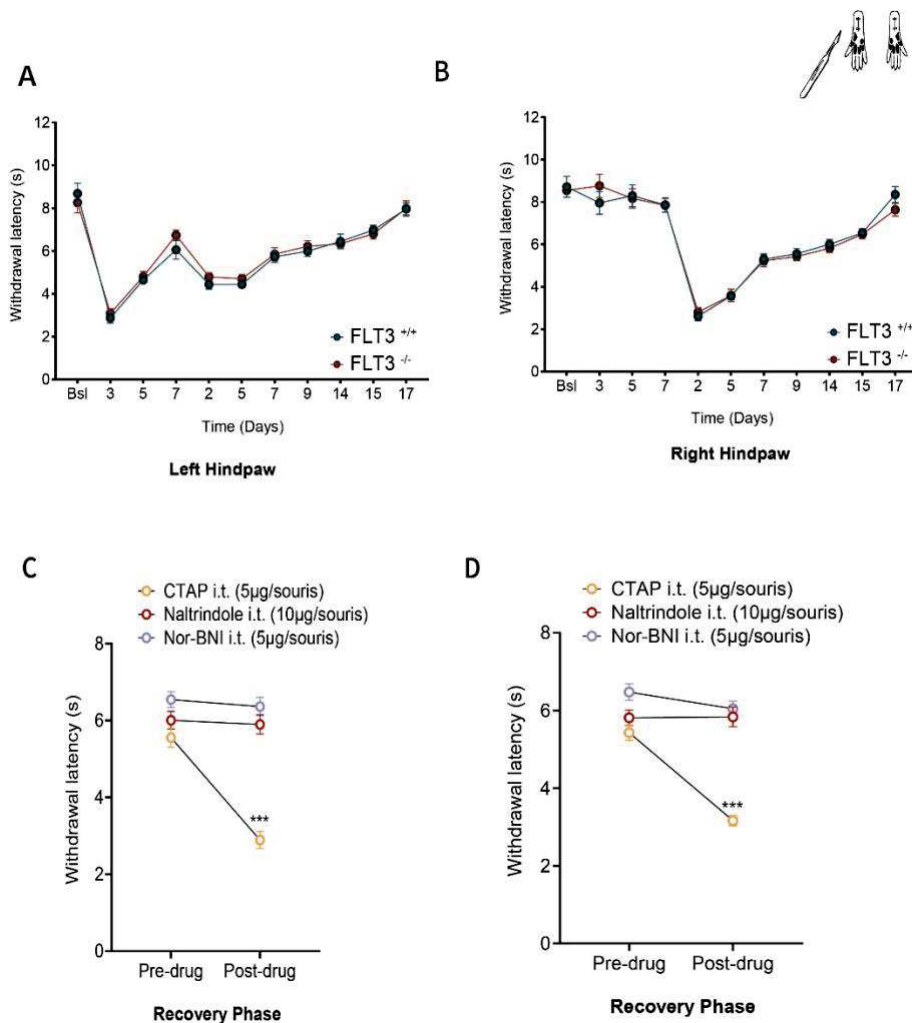 A
12
10
8
6
4
2
0
Withdrawal latency (s)
FLT3 +/+
FLT3 -/-
Bsl 3 5 7 2 5 7 9 14 15 17
Time (Days)
Left Hindpaw
B
12
10
8
6
4
2
0
Withdrawal latency (s)
FLT3 +/+
FLT3 -/-
Bsl 3 5 7 2 5 7 9 14 15 17
Time (Days)
Right Hindpaw
C
CTAP i.t. (5µg/souris)
Naltrindole i.t. (10µg/souris)
Nor-BNI i.t. (5µg/souris)
8
6
4
2
0
Withdrawal latency (s)
***
Pre-drug Post-drug
Recovery Phase
D
CTAP i.t. (5µg/souris)
Naltrindole i.t. (10µg/souris)
Nor-BNI i.t. (5µg/souris)
8
6
4
2
0
Withdrawal latency (s)
***
Pre-drug Post-drug
Recovery Phase